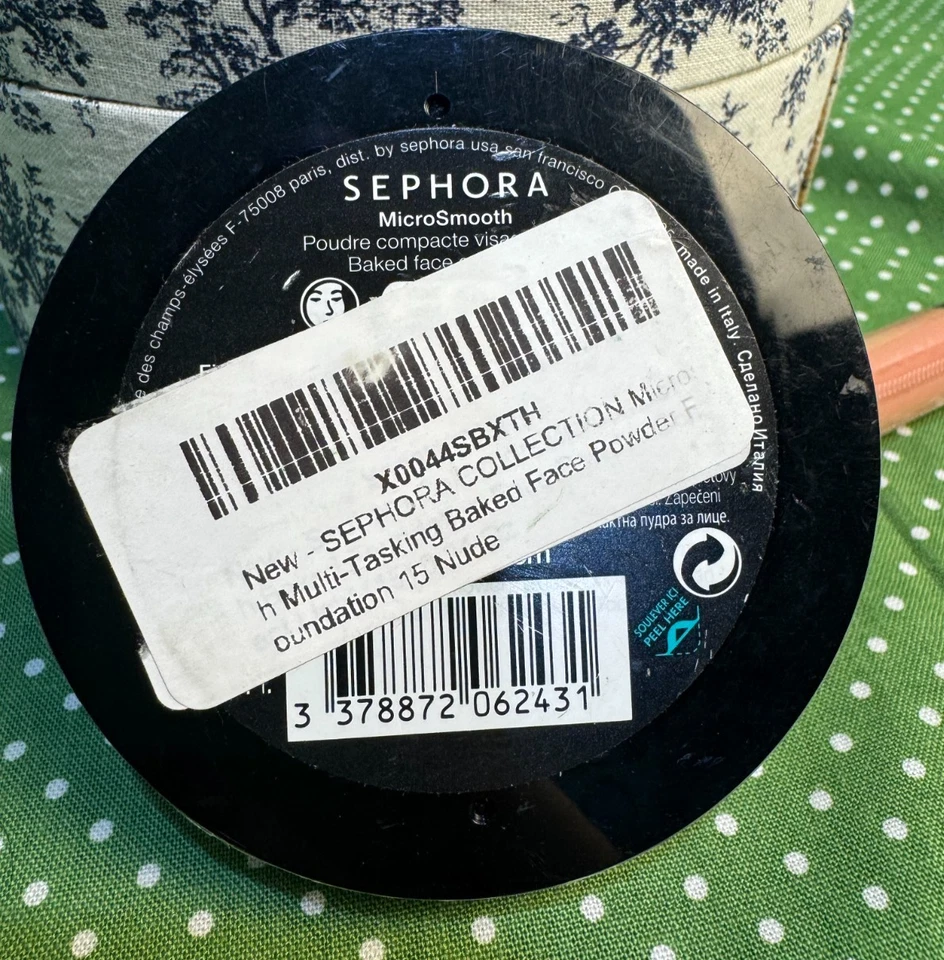 e des champs-élysées F-75008 paris, dist. by sephora usa san francisco
made in Italy. Сделано Италия
SEPHORA
MicroSmooth
Poudre compacte
Baked face
X0044SBXTH
New - SEPHORA COLLECTION Micros
h Multi-Tasking Baked Face Powder F
oundation 15 Nude
Zapečeni
пудра за лице.
SOULEVER ICI
PEEL HERE
3 378872 062431